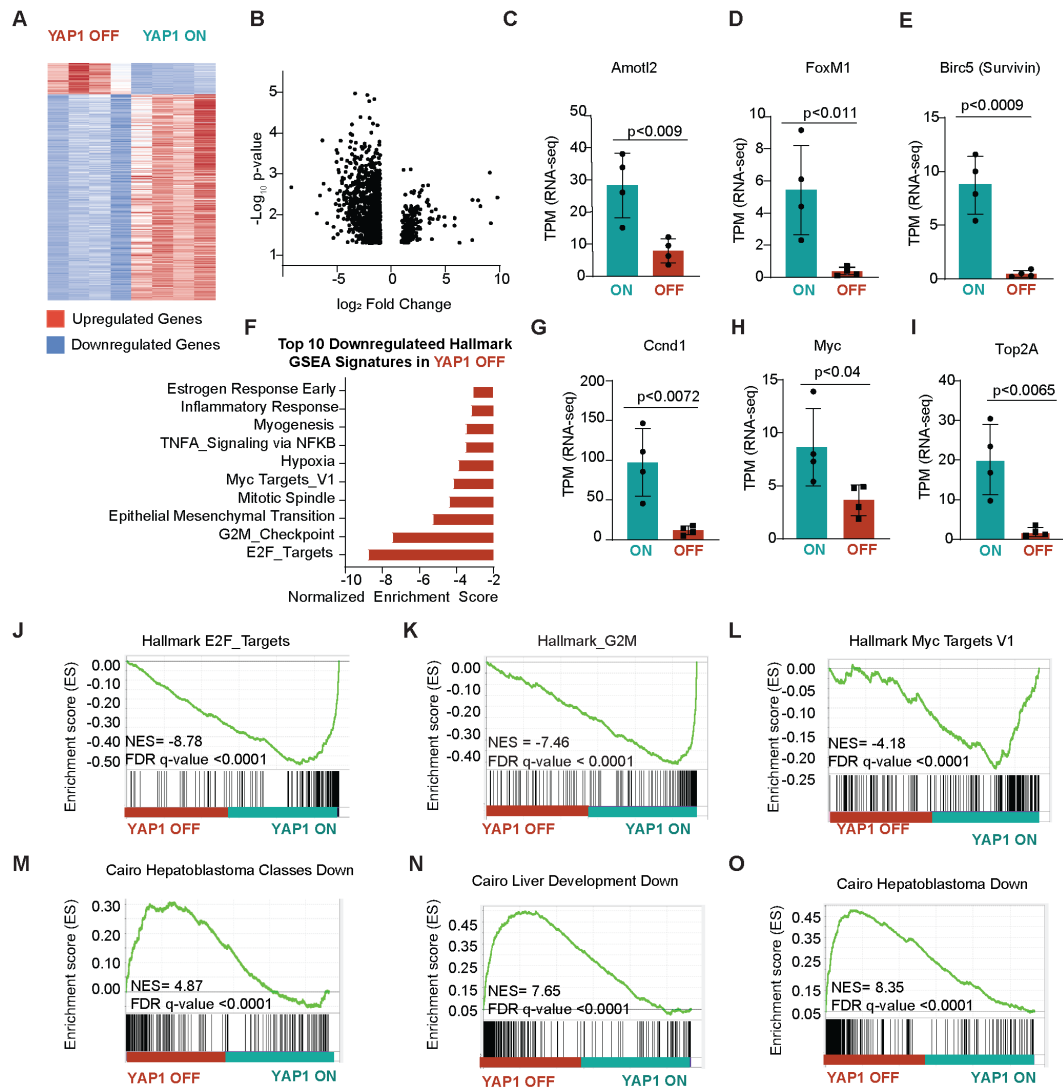 A
YAP1 OFF YAP1 ON
Upregulated Genes
Downregulated Genes
B
-Log10 p-value
5
4
3
2
1
-5 0 5 10
log2 Fold Change
C
Amotl2
p<0.009
TPM (RNA-seq)
50
40
30
20
10
0
ON OFF
D
FoxM1
p<0.011
TPM (RNA-seq)
10
8
6
4
2
0
ON OFF
E
Birc5 (Survivin)
p<0.0009
TPM (RNA-seq)
15
10
5
0
ON OFF
F
Top 10 Downregulateed Hallmark
GSEA Signatures in YAP1 OFF
Estrogen Response Early
Inflammatory Response
Myogenesis
TNFA_Signaling via NFKB
Hypoxia
Myc Targets_V1
Mitotic Spindle
Epithelial Mesenchymal Transition
G2M_Checkpoint
E2F_Targets
-10 -8 -6 -4 -2
Normalized Enrichment Score
G
Ccnd1
p<0.0072
TPM (RNA-seq)
200
150
100
50
0
ON OFF
H
Myc
p<0.04
TPM (RNA-seq)
15
10
5
0
ON OFF
I
Top2A
p<0.0065
TPM (RNA-seq)
40
30
20
10
0
ON OFF
J
Hallmark E2F_Targets
Enrichment score (ES)
0.00
-0.10
-0.20
-0.30
-0.40
-0.50
NES= -8.78
FDR q-value <0.0001
YAP1 OFF YAP1 ON
K
Hallmark_G2M
Enrichment score (ES)
0.00
-0.10
-0.20
-0.30
-0.40
NES= -7.46
FDR q-value < 0.0001
YAP1 OFF YAP1 ON
L
Hallmark Myc Targets V1
Enrichment score (ES)
0.00
-0.05
-0.10
-0.15
-0.20
-0.25
NES= -4.18
FDR q-value <0.0001
YAP1 OFF YAP1 ON
M
Cairo Hepatoblastoma Classes Down
Enrichment score (ES)
0.30
0.20
0.10
0.00
NES= 4.87
FDR q-value <0.0001
YAP1 OFF YAP1 ON
N
Cairo Liver Development Down
Enrichment score (ES)
0.45
0.35
0.25
0.15
0.05
NES= 7.65
FDR q-value <0.0001
YAP1 OFF YAP1 ON
O
Cairo Hepatoblastoma Down
Enrichment score (ES)
0.45
0.35
0.25
0.15
0.05
NES= 8.35
FDR q-value <0.0001
YAP1 OFF YAP1 ON